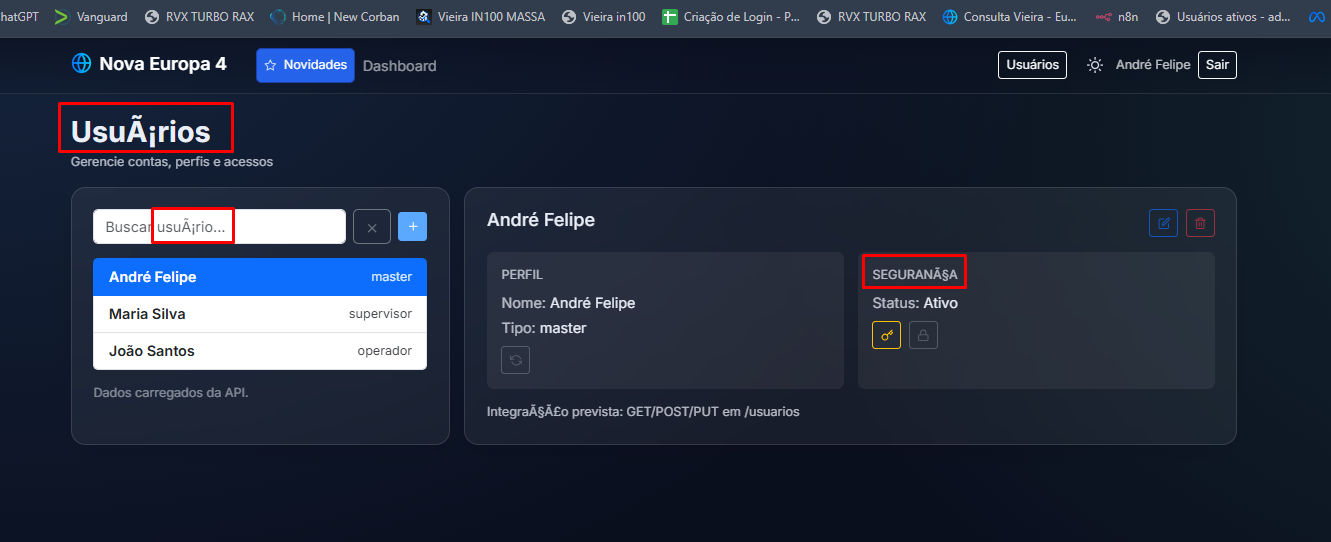 hatGPT Vanguard RVX TURBO RAX Home | New Corban Vieira IN100 MASSA Vieira in100 Criação de Login - P... RVX TURBO RAX Consulta Vieira - Eu... n8n Usuários ativos - ad...
Nova Europa 4 Novidades Dashboard Usuários André Felipe Sair
UsuÃ¡rios
Gerencie contas, perfis e acessos
Buscar usuÃ¡rio...
André Felipe master
Maria Silva supervisor
João Santos operador
Dados carregados da API.
André Felipe
PERFIL
Nome: André Felipe
Tipo: master
SEGURANÃ§A
Status: Ativo
IntegraÃ§Ã£o prevista: GET/POST/PUT em /usuarios